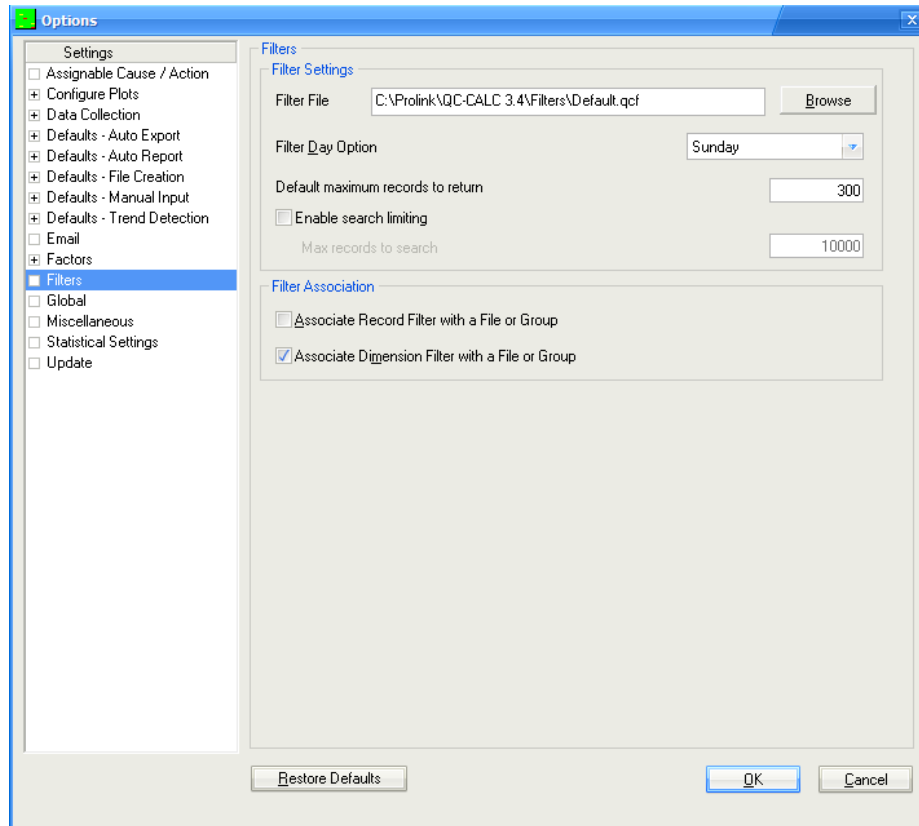 Options
Settings
Assignable Cause / Action
Configure Plots
Data Collection
Defaults - Auto Export
Defaults - Auto Report
Defaults - File Creation
Defaults - Manual Input
Defaults - Trend Detection
Email
Factors
Filters
Global
Miscellaneous
Statistical Settings
Update
Filters
Filter Settings
Filter File C:\Prolink\QC-CALC 3.4\Filters\Default.qcf Browse
Filter Day Option Sunday
Default maximum records to return 300
Enable search limiting
Max records to search 10000
Filter Association
Associate Record Filter with a File or Group
Associate Dimension Filter with a File or Group
Restore Defaults OK Cancel